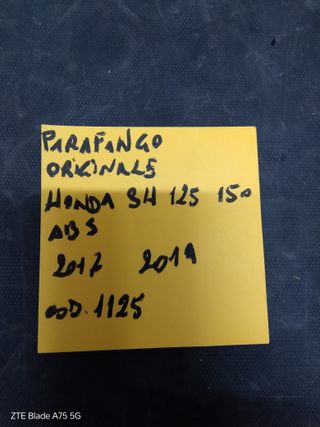 PARAFANGO
ORIGINALE
HONDA SH 125 150
ABS
2017 2019
COD. 1125
ZTE Blade A75 5G